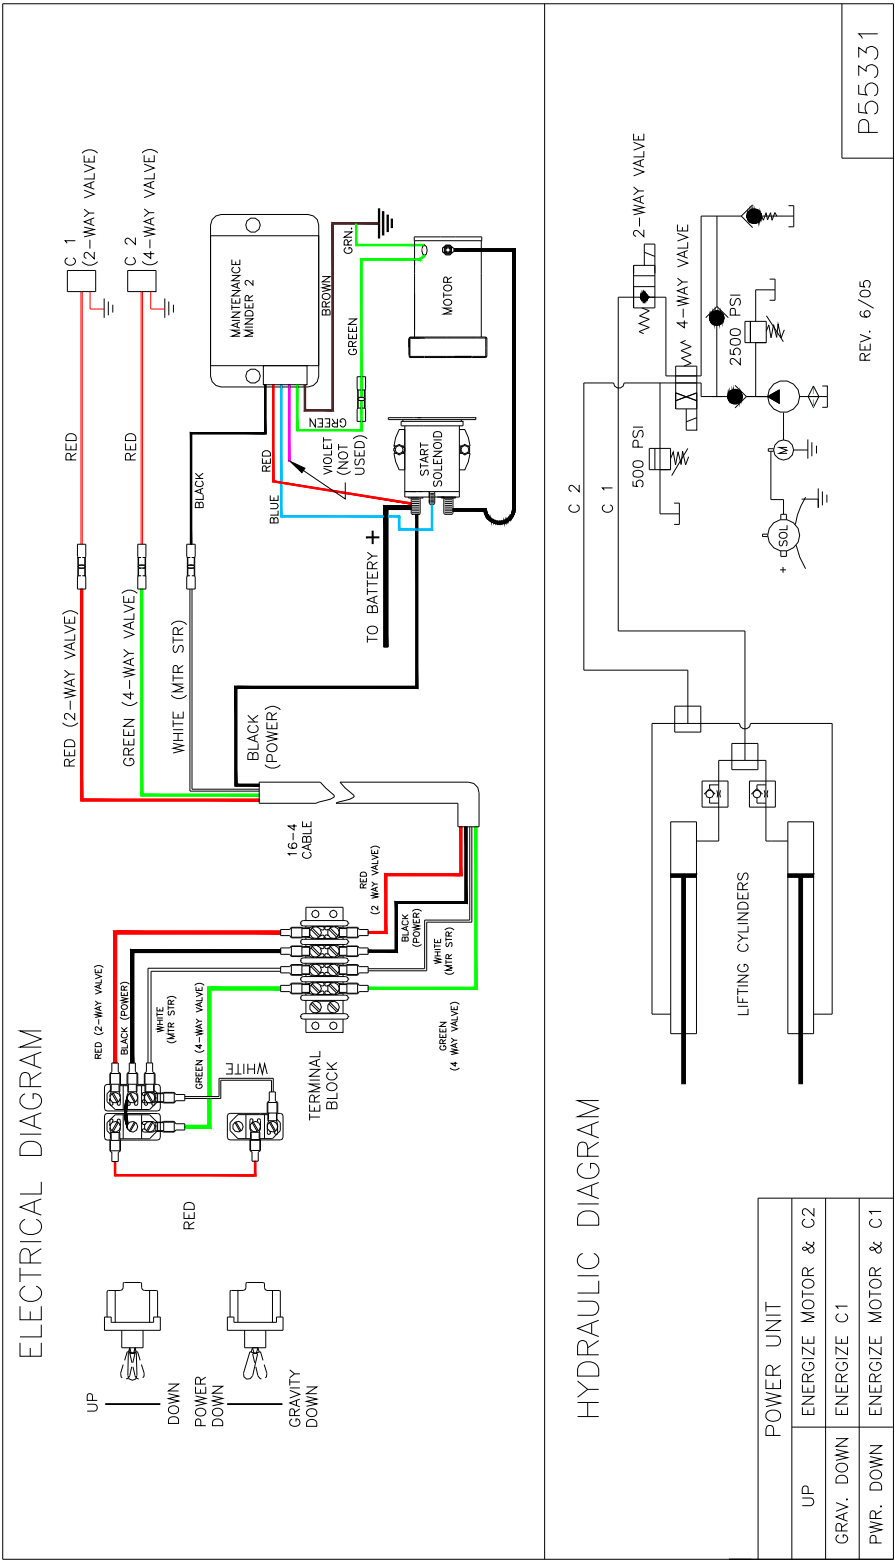 ELECTRICAL DIAGRAM
UP
DOWN
POWER
DOWN
GRAVITY
DOWN
RED
WHITE
RED (2-WAY VALVE)
BLACK (POWER)
WHITE
(MTR STR)
GREEN (4-WAY VALVE)
TERMINAL
BLOCK
RED
(2 WAY VALVE)
BLACK
(POWER)
WHITE
(MTR STR)
GREEN
(4 WAY VALVE)
16-4
CABLE
RED (2-WAY VALVE)
GREEN (4-WAY VALVE)
WHITE (MTR STR)
BLACK
(POWER)
RED
RED
BLACK
C 1
(2-WAY VALVE)
C 2
(4-WAY VALVE)
MAINTENANCE
MINDER 2
RED
BLUE
VIOLET
(NOT
USED)
GREEN
BROWN
GREEN
GRN.
TO BATTERY +
START
SOLENOID
MOTOR
HYDRAULIC DIAGRAM
LIFTING CYLINDERS
C 2
C 1
500 PSI
2-WAY VALVE
4-WAY VALVE
2500 PSI
M
SOL
+
REV. 6/05
P55331
POWER UNIT
UP ENERGIZE MOTOR & C2
GRAV. DOWN ENERGIZE C1
PWR. DOWN ENERGIZE MOTOR & C1